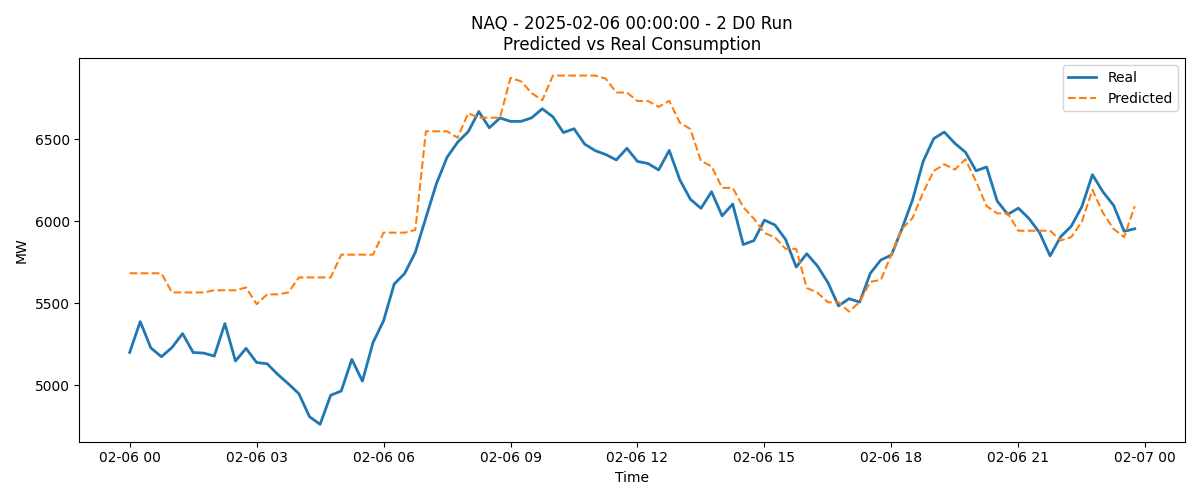 NAQ - 2025-02-06 00:00:00 - 2 D0 Run
Predicted vs Real Consumption
Real
Predicted
MW
6500
6000
5500
5000
02-06 00
02-06 03
02-06 06
02-06 09
02-06 12
02-06 15
02-06 18
02-06 21
02-07 00
Time